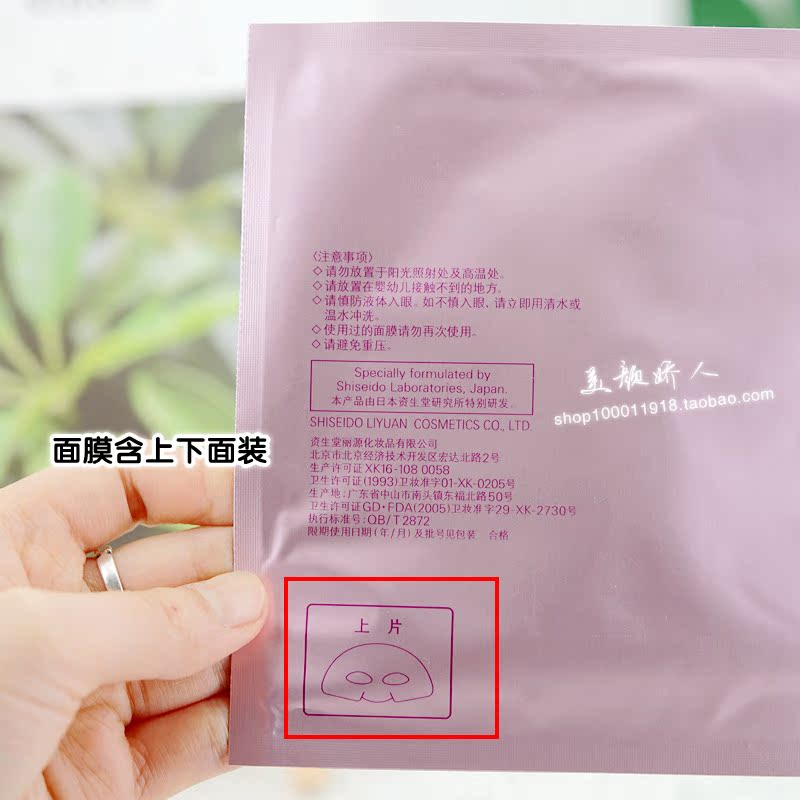 〈注意事项〉
◇请勿放置于阳光照射处及高温处。
◇请放置在婴幼儿接触不到的地方。
◇请慎防液体入眼。如不慎入眼、请立即用清水或
温水冲洗。
◇使用过的面膜请勿再次使用。
◇请避免重压。
Specially formulated by
Shiseido Laboratories, Japan.
本产品由日本资生堂研究所特别研发。
SHISEIDO LIYUAN COSMETICS CO., LTD.
资生堂丽源化妆品有限公司
北京市北京经济技术开发区宏达北路2号
生产许可证XK16-108 0058
卫生许可证(1993)卫妆准字01-XK-0205号
生产地:广东省中山市南头镇东福北路50号
卫生许可证GD·FDA(2005)卫妆准字29-XK-2730号
执行标准号:QB/T 2872
限期使用日期(年/月)及批号见包装 合格
美颜娇人
shop100011918.taobao.com
面膜含上下面装
上片